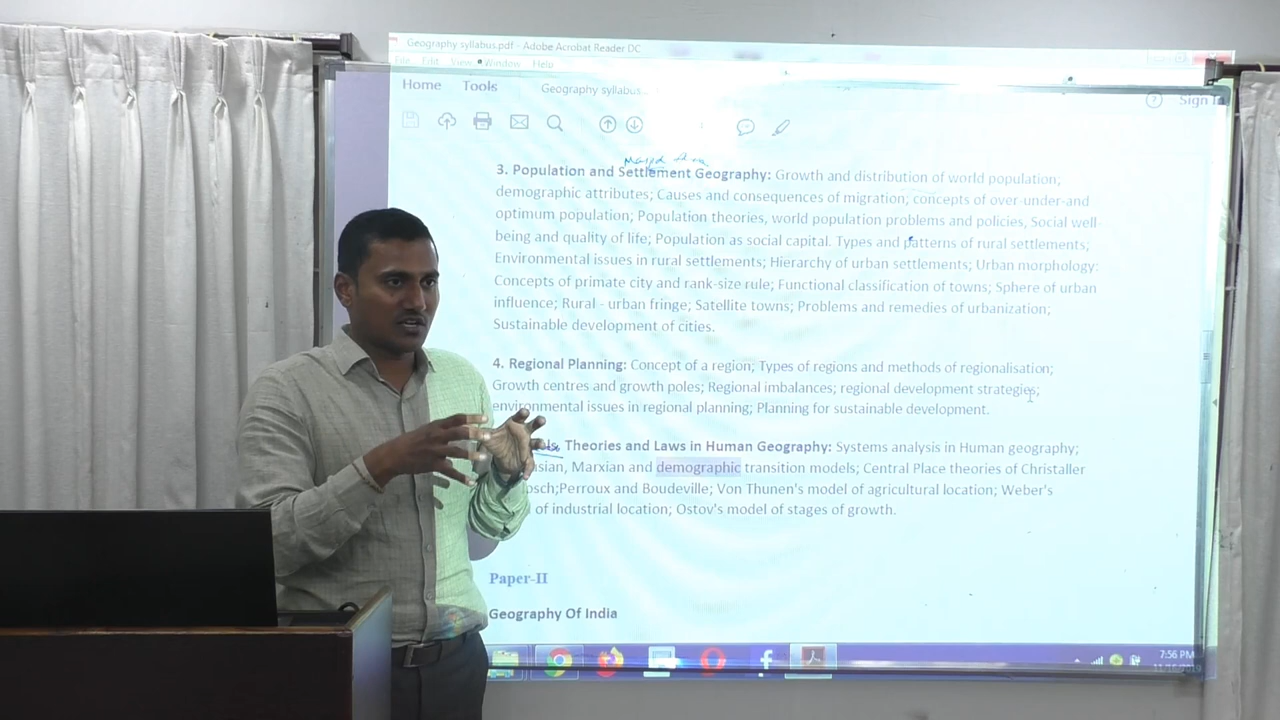 Geography syllabus.pdf - Adobe Acrobat Reader DC
File Edit View Window Help
Home Tools Geography syllabus... Sign In
3. Population and Settlement Geography: Growth and distribution of world population;
demographic attributes; Causes and consequences of migration; concepts of over-under-and
optimum population; Population theories, world population problems and policies, Social well-
being and quality of life; Population as social capital. Types and patterns of rural settlements;
Environmental issues in rural settlements; Hierarchy of urban settlements; Urban morphology:
Concepts of primate city and rank-size rule; Functional classification of towns; Sphere of urban
influence; Rural - urban fringe; Satellite towns; Problems and remedies of urbanization;
Sustainable development of cities.
4. Regional Planning: Concept of a region; Types of regions and methods of regionalisation;
Growth centres and growth poles; Regional imbalances; regional development strategies;
environmental issues in regional planning; Planning for sustainable development.
Theories and Laws in Human Geography: Systems analysis in Human geography;
Marxian and demographic transition models; Central Place theories of Christaller
Perroux and Boudeville; Von Thunen's model of agricultural location; Weber's
of industrial location; Ostov's model of stages of growth.
Paper-II
Geography Of India
7:56 PM